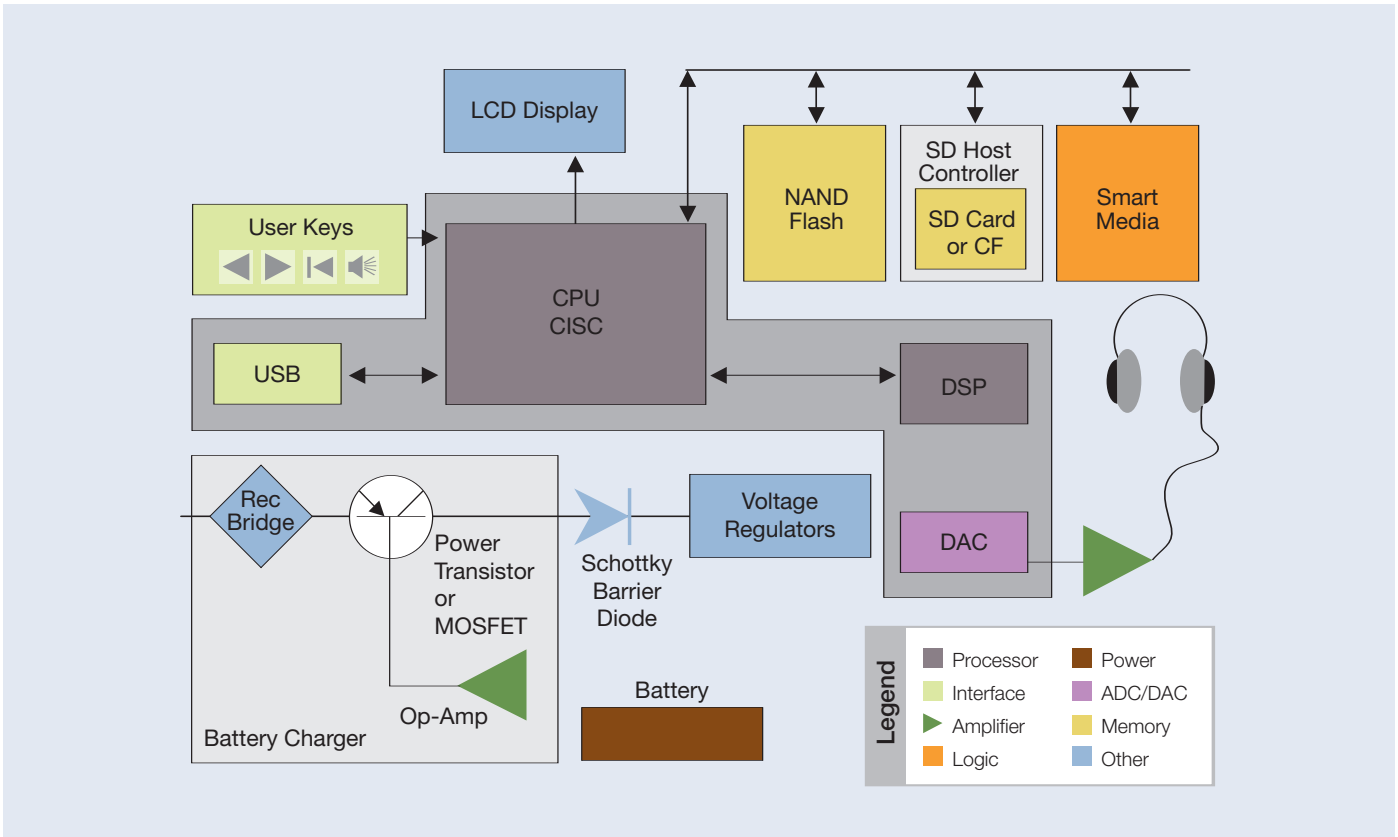 LCD Display
User Keys
NAND
Flash
SD Host
Controller
SD Card
or CF
Smart
Media
CPU
CISC
USB
DSP
Rec
Bridge
Power
Transistor
or
MOSFET
Schottky
Barrier
Diode
Voltage
Regulators
DAC
Op-Amp
Battery Charger
Battery
Legend
Processor
Interface
Amplifier
Logic
Power
ADC/DAC
Memory
Other